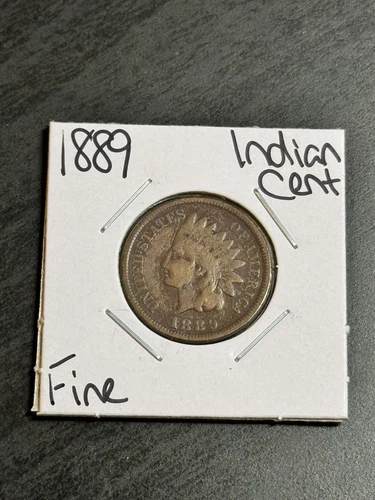 1889
Indian
Cent
UNITED STATES OF AMERICA
1889
Fine